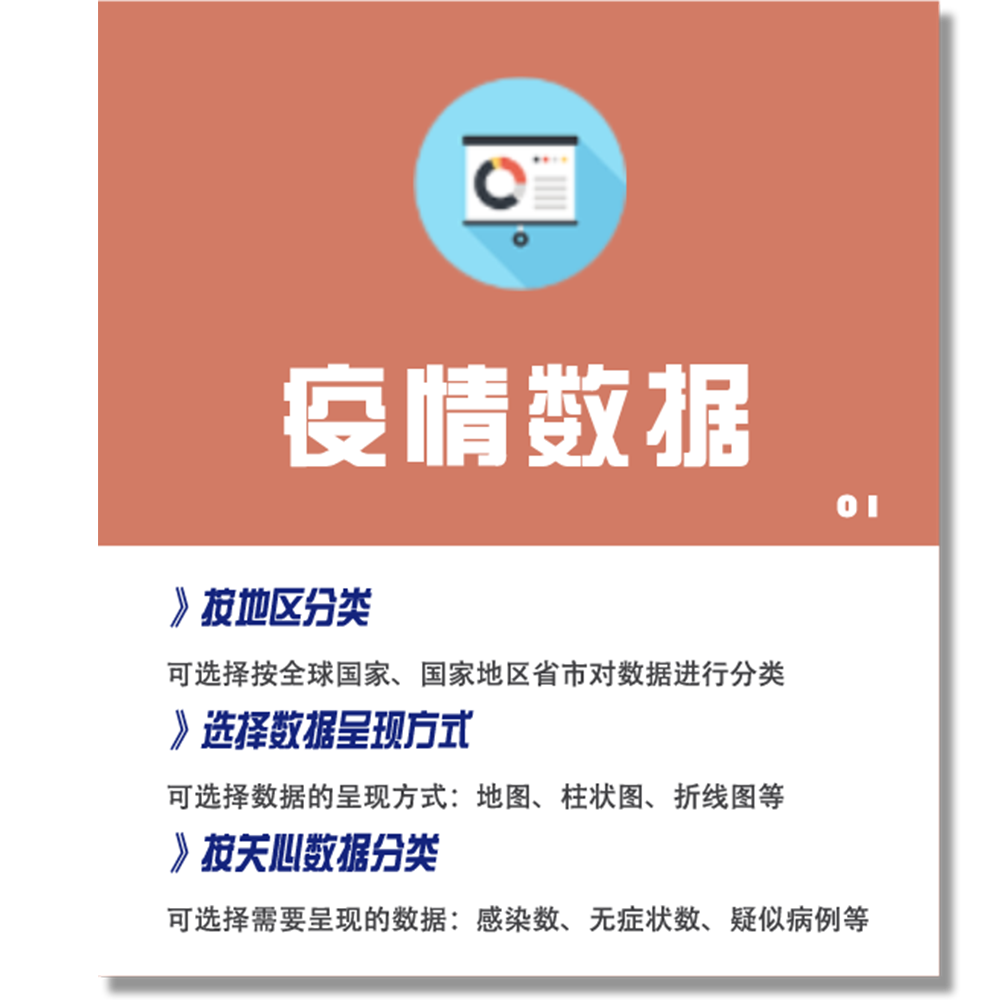 疫情数据
01
》按地区分类
可选择按全球国家、国家地区省市对数据进行分类
》选择数据呈现方式
可选择数据的呈现方式：地图、柱状图、折线图等
》按关心数据分类
可选择需要呈现的数据：感染数、无症状数、疑似病例等